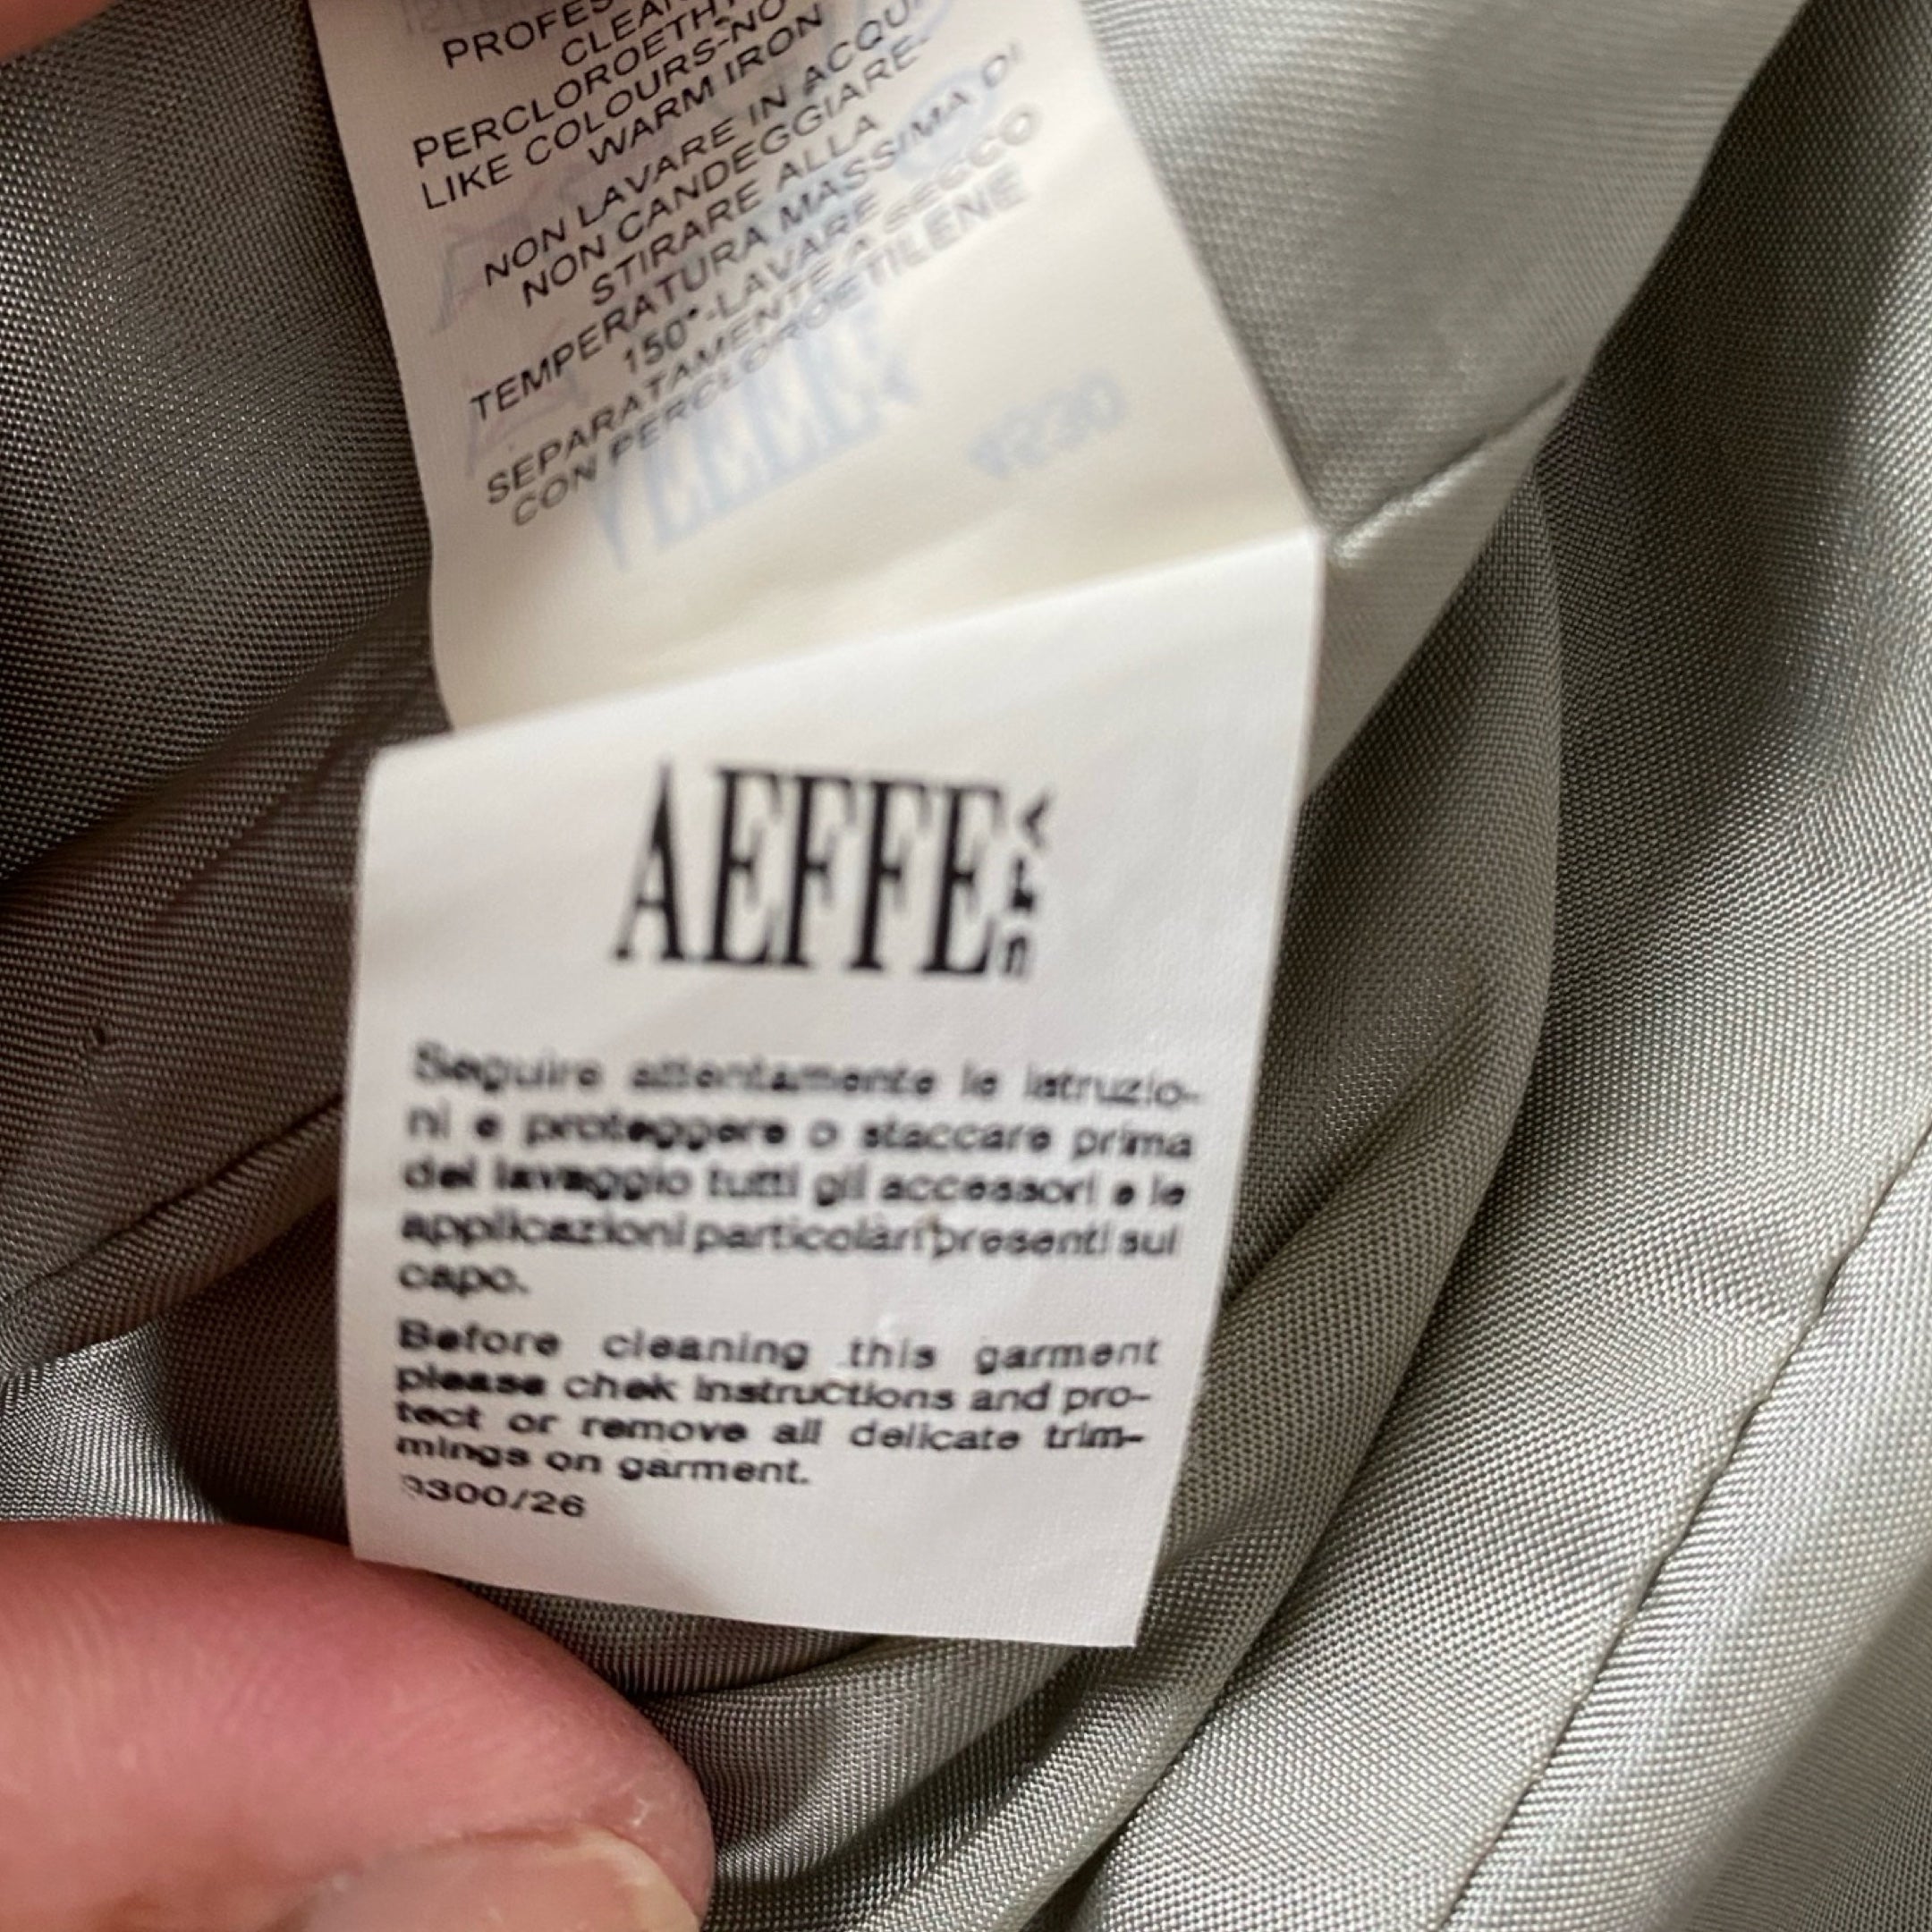 PROFES
CLEAN
PERCLOROETHY
LIKE COLOURS-NO
WARM IRON
NON LAVARE IN ACQU
NON CANDEGGIARE-
STIRARE ALLA
TEMPERATURA MASSIMA DI
150°-LAVARE A SECCO
SEPARATAMENTE
CON PERCLOROETILENE
AEFFE SPA
Seguire attentamente le istruzio-
ni e proteggere o staccare prima
del lavaggio tutti gli accessori e le
applicazioni particolari presenti sul
capo.
Before cleaning this garment
please chek instructions and pro-
tect or remove all delicate trim-
mings on garment.
9300/26